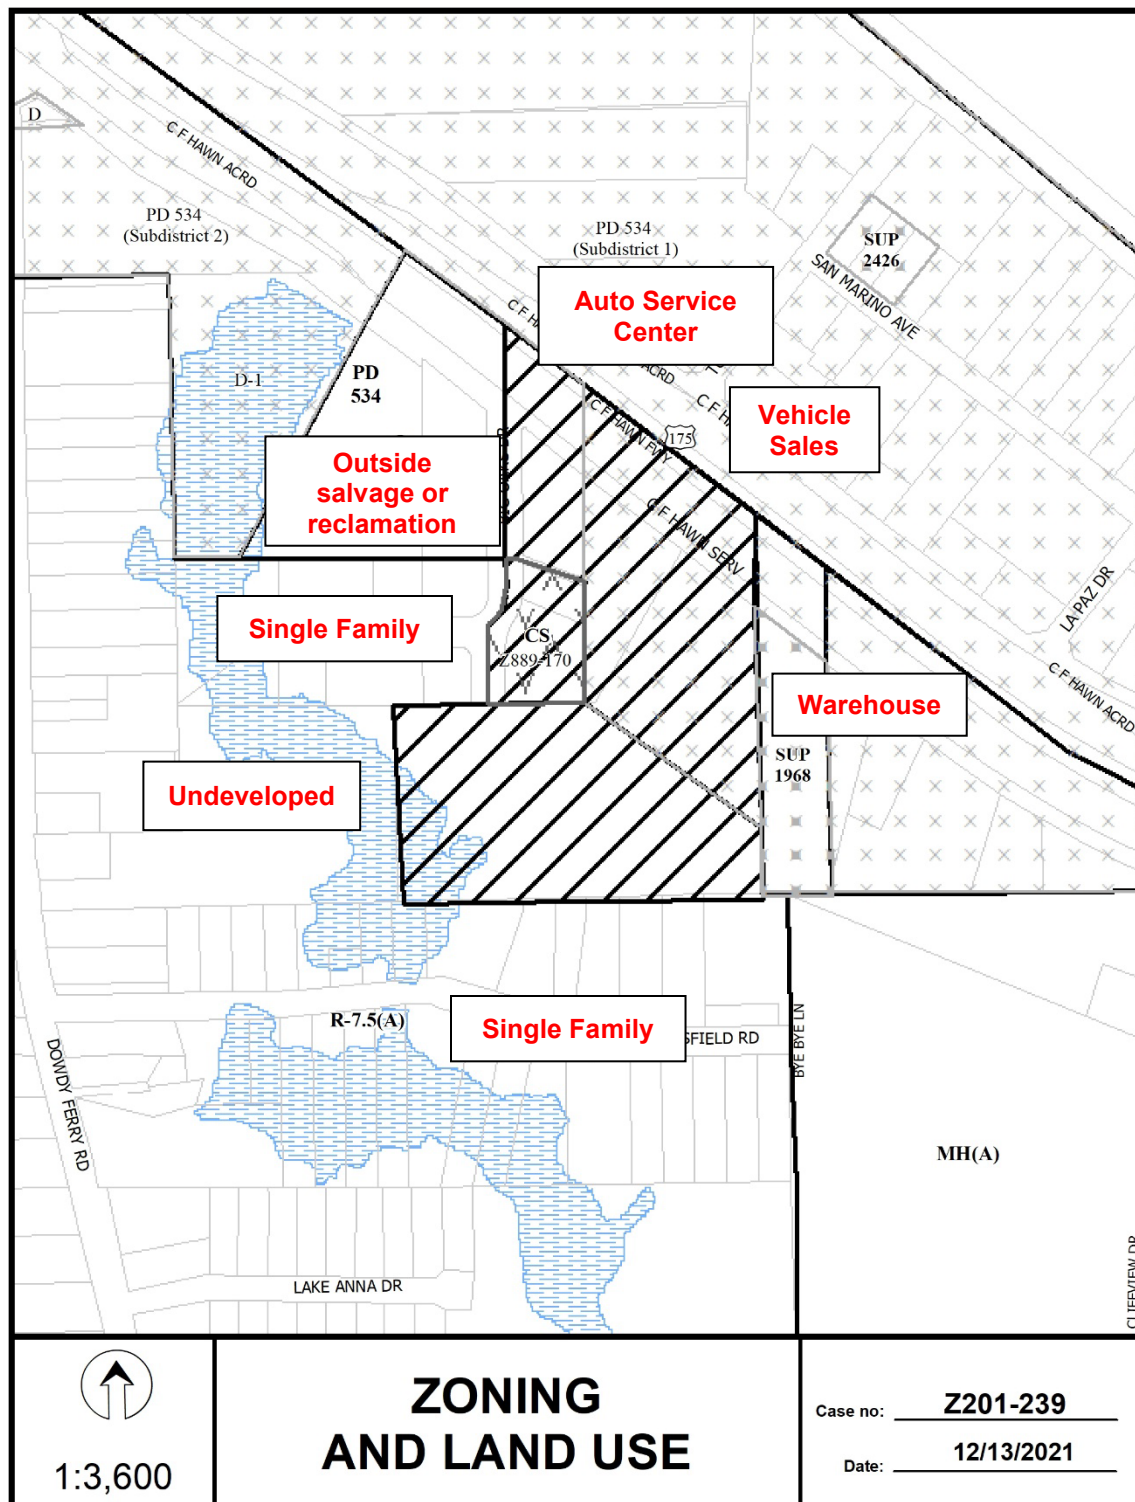 D
C F HAWN ACRD
PD 534
(Subdistrict 2)
PD 534
(Subdistrict 1)
SUP
2426
SAN MARINO AVE
Auto Service
Center
D-1
PD
534
ACRD
C F HAWN FWY
175
Vehicle
Sales
Outside
salvage or
reclamation
C F HAWN SERV
LA PAZ DR
Single Family
CS
Z889-170
C F HAWN ACRD
Warehouse
SUP
1968
Undeveloped
R-7.5(A)
Single Family
SFIELD RD
BYE BYE LN
DOWDY FERRY RD
MH(A)
LAKE ANNA DR
CLIFFVIEW DR
1:3,600
ZONING
AND LAND USE
Case no: Z201-239
Date: 12/13/2021